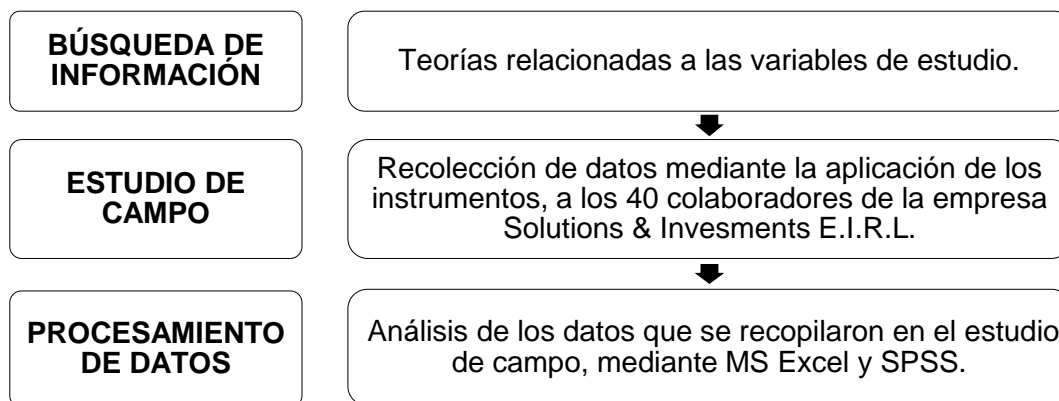 BÚSQUEDA DE
INFORMACIÓN
Teorías relacionadas a las variables de estudio.
ESTUDIO DE
CAMPO
Recolección de datos mediante la aplicación de los
instrumentos, a los 40 colaboradores de la empresa
Solutions & Invesments E.I.R.L.
PROCESAMIENTO
DE DATOS
Análisis de los datos que se recopilaron en el estudio
de campo, mediante MS Excel y SPSS.